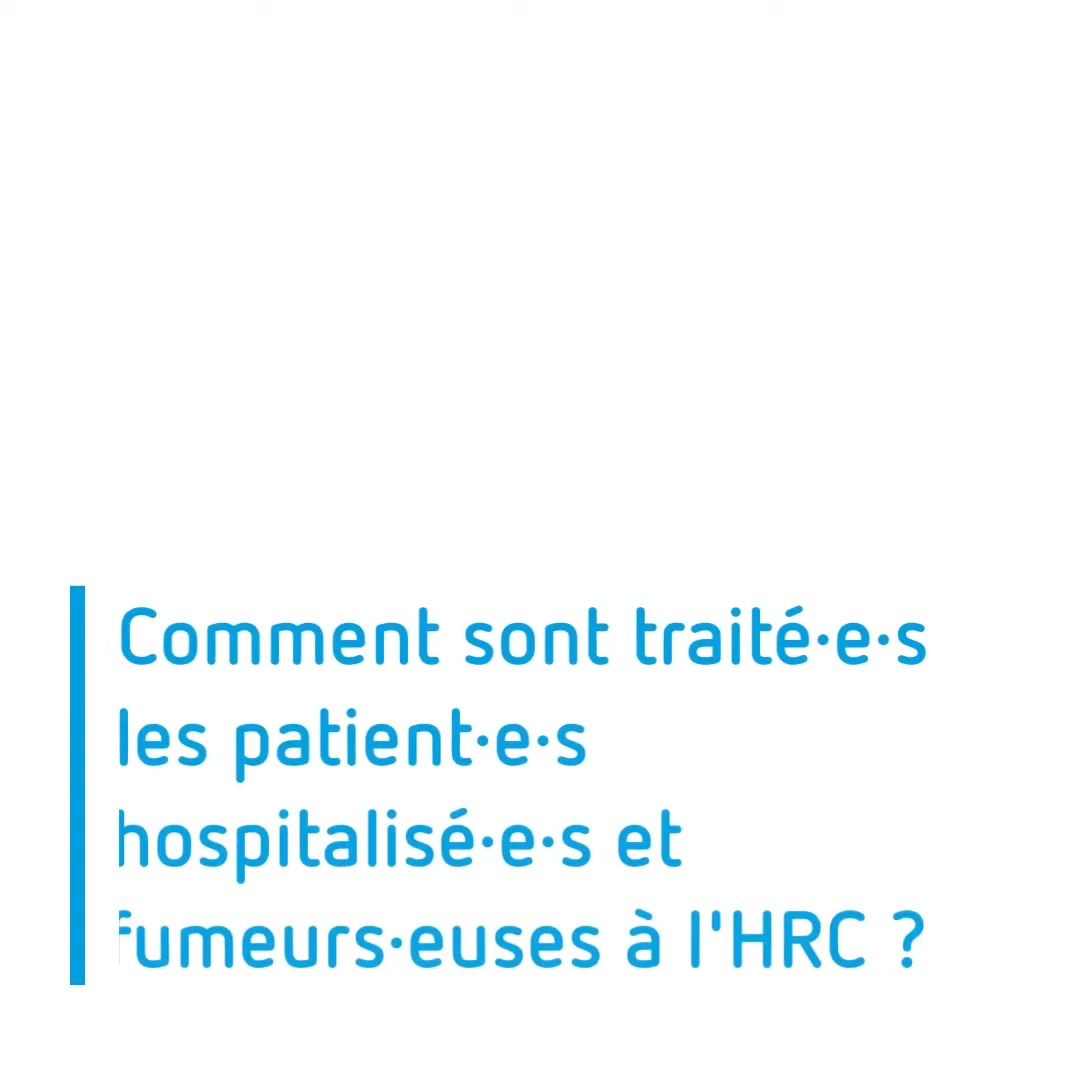 Comment sont traité·e·s
les patient·e·s
hospitalisé·e·s et
fumeurs·euses à l'HRC ?